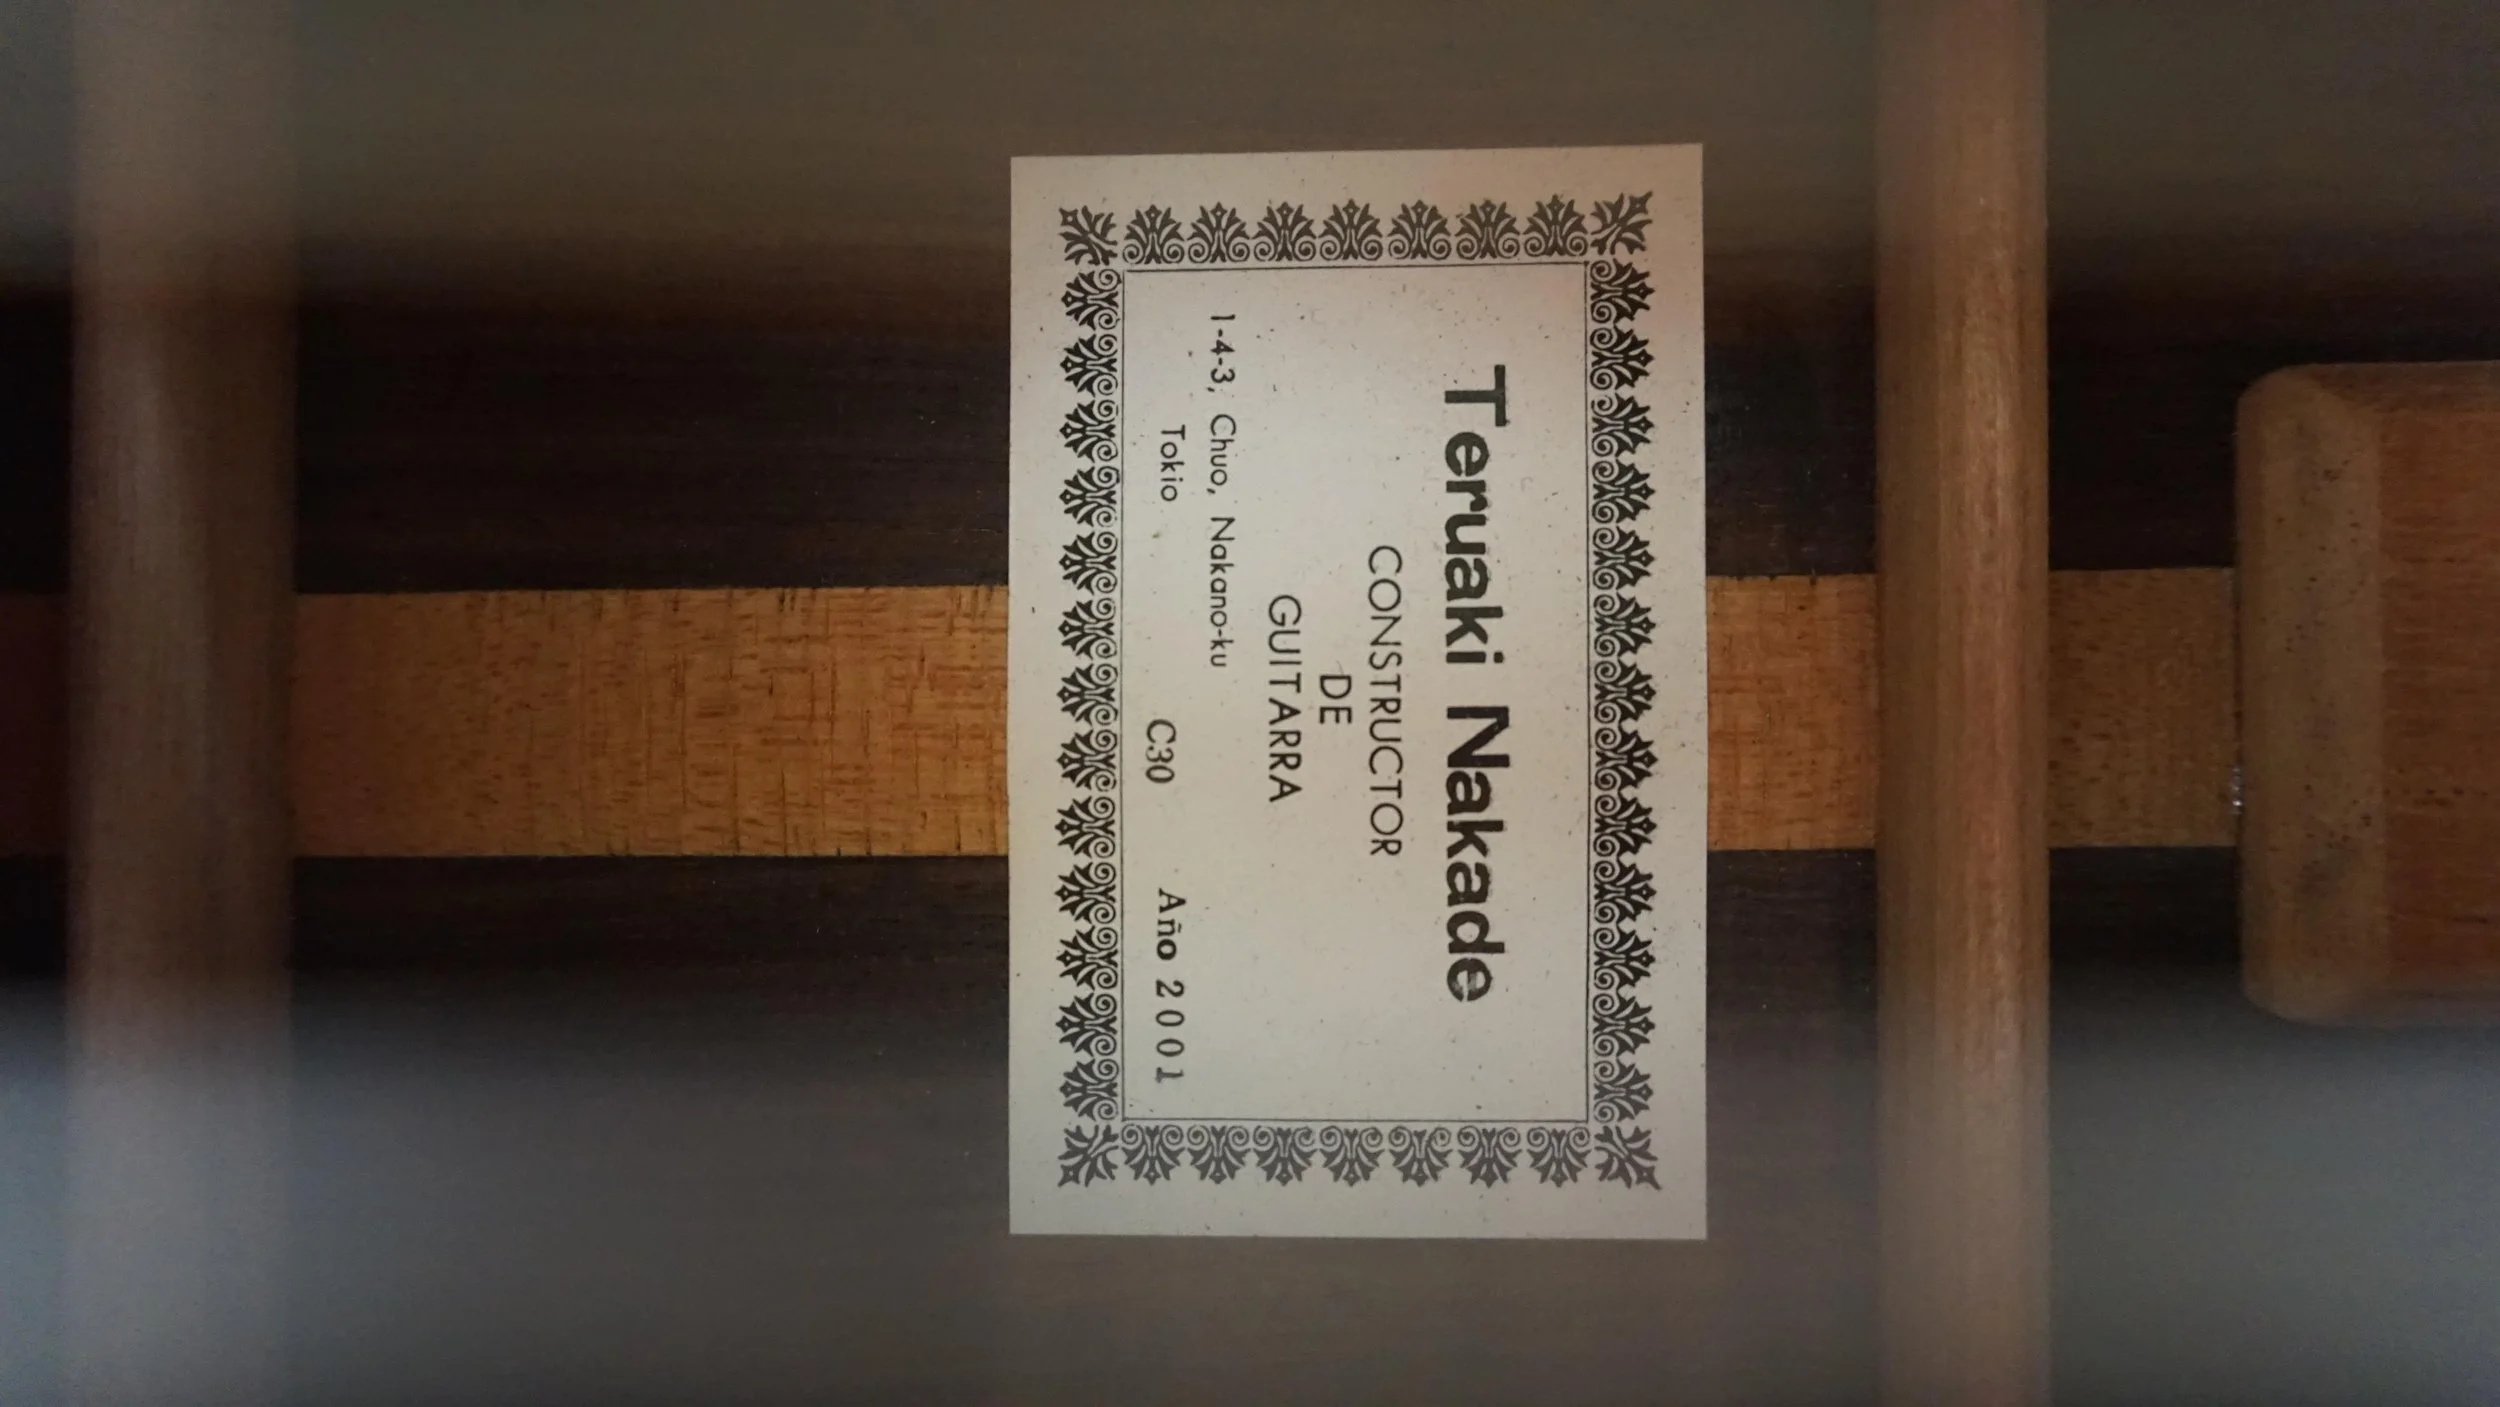 Teruaki Nakade
CONSTRUCTOR
DE
GUITARRA
1-4-3, Chuo, Nakano-ku
Tokio C30 Año 2001